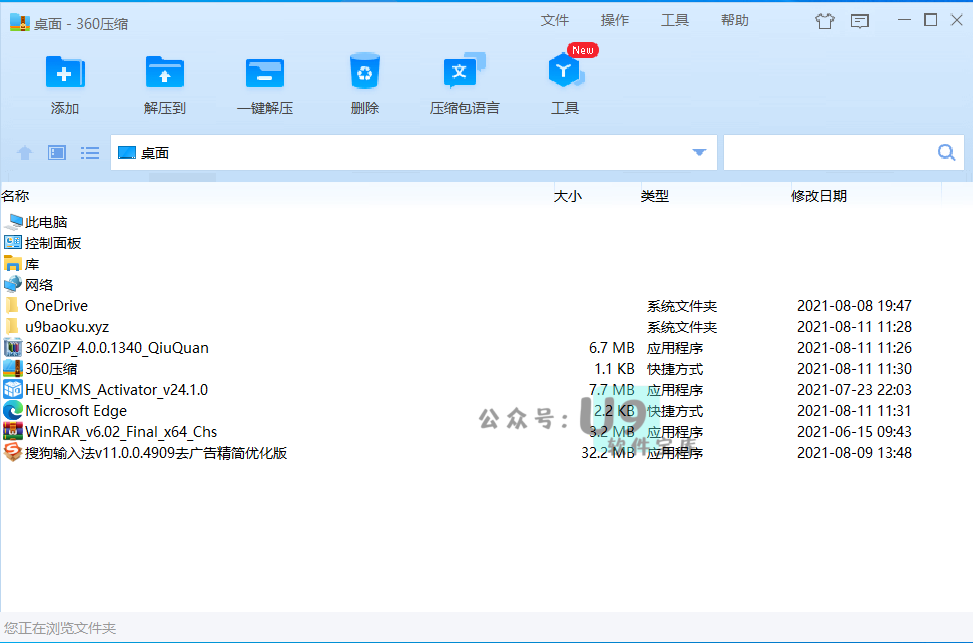 桌面 - 360压缩 文件 操作 工具 帮助
New
添加 解压到 一键解压 删除 压缩包语言 工具
桌面
名称 大小 类型 修改日期
此电脑
控制面板
库
网络
OneDrive 系统文件夹 2021-08-08 19:47
u9baoku.xyz 系统文件夹 2021-08-11 11:28
360ZIP_4.0.0.1340_QiuQuan 6.7 MB 应用程序 2021-08-11 11:26
360压缩 1.1 KB 快捷方式 2021-08-11 11:30
HEU_KMS_Activator_v24.1.0 7.7 MB 应用程序 2021-07-23 22:03
Microsoft Edge 2.2 KB 快捷方式 2021-08-11 11:31
WinRAR_v6.02_Final_x64_Chs 3.2 MB 应用程序 2021-06-15 09:43
搜狗输入法v11.0.0.4909去广告精简优化版 32.2 MB 应用程序 2021-08-09 13:48
公众号: U9
软件宝库
您正在浏览文件夹